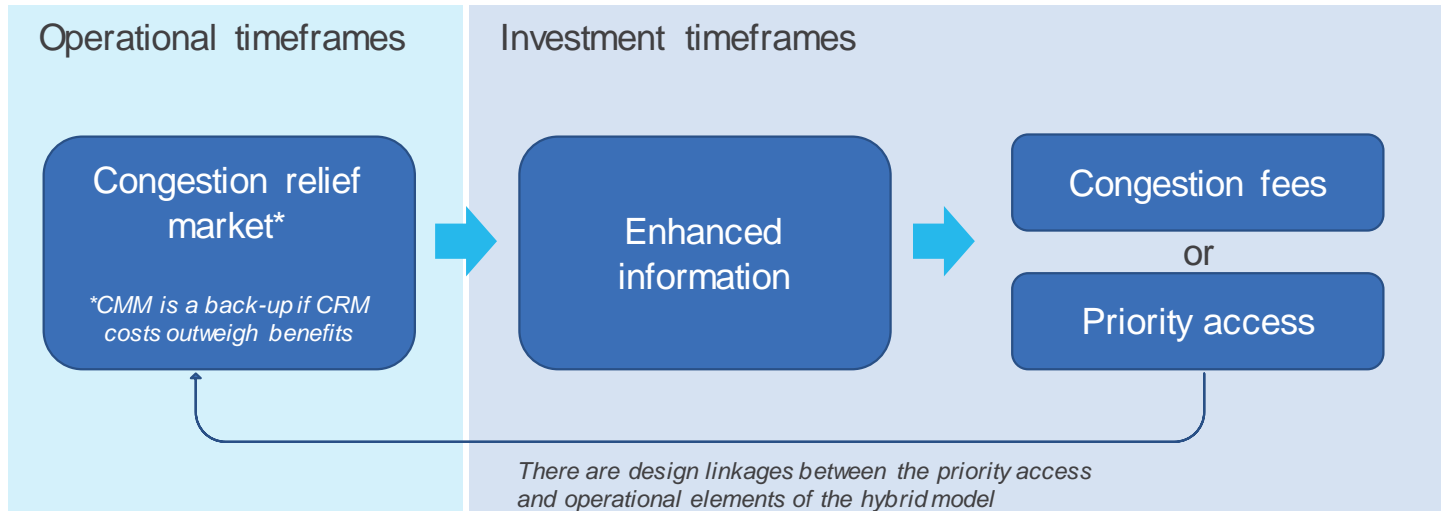 Operational timeframes
Investment timeframes
Congestion relief
market*
*CMM is a back-up if CRM
costs outweigh benefits
Enhanced
information
Congestion fees
or
Priority access
There are design linkages between the priority access
and operational elements of the hybrid model